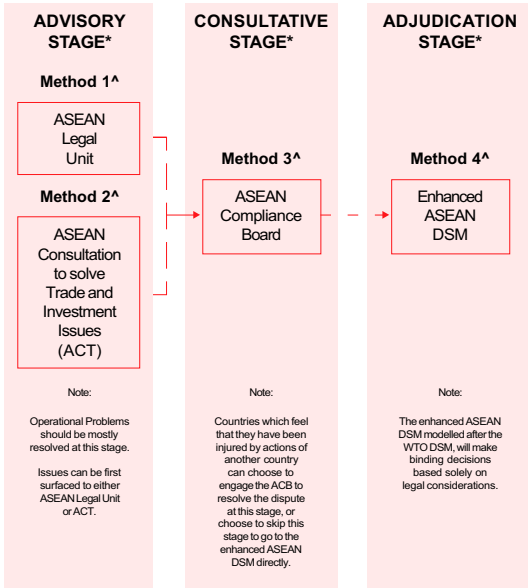 ADVISORY
STAGE*
Method 1^
ASEAN
Legal
Unit
Method 2^
ASEAN
Consultation
to solve
Trade and
Investment
Issues
(ACT)
Note:
Operational Problems
should be mostly
resolved at this stage.
Issues can be first
surfaced to either
ASEAN Legal Unit
or ACT.
CONSULTATIVE
STAGE*
Method 3^
ASEAN
Compliance
Board
Note:
Countries which feel
that they have been
injured by actions of
another country
can choose to
engage the ACB to
resolve the dispute
at this stage, or
choose to skip this
stage to go to the
enhanced ASEAN
DSM directly.
ADJUDICATION
STAGE*
Method 4^
Enhanced
ASEAN
DSM
Note:
The enhanced ASEAN
DSM modelled after the
WTO DSM, will make
binding decisions
based solely on
legal considerations.